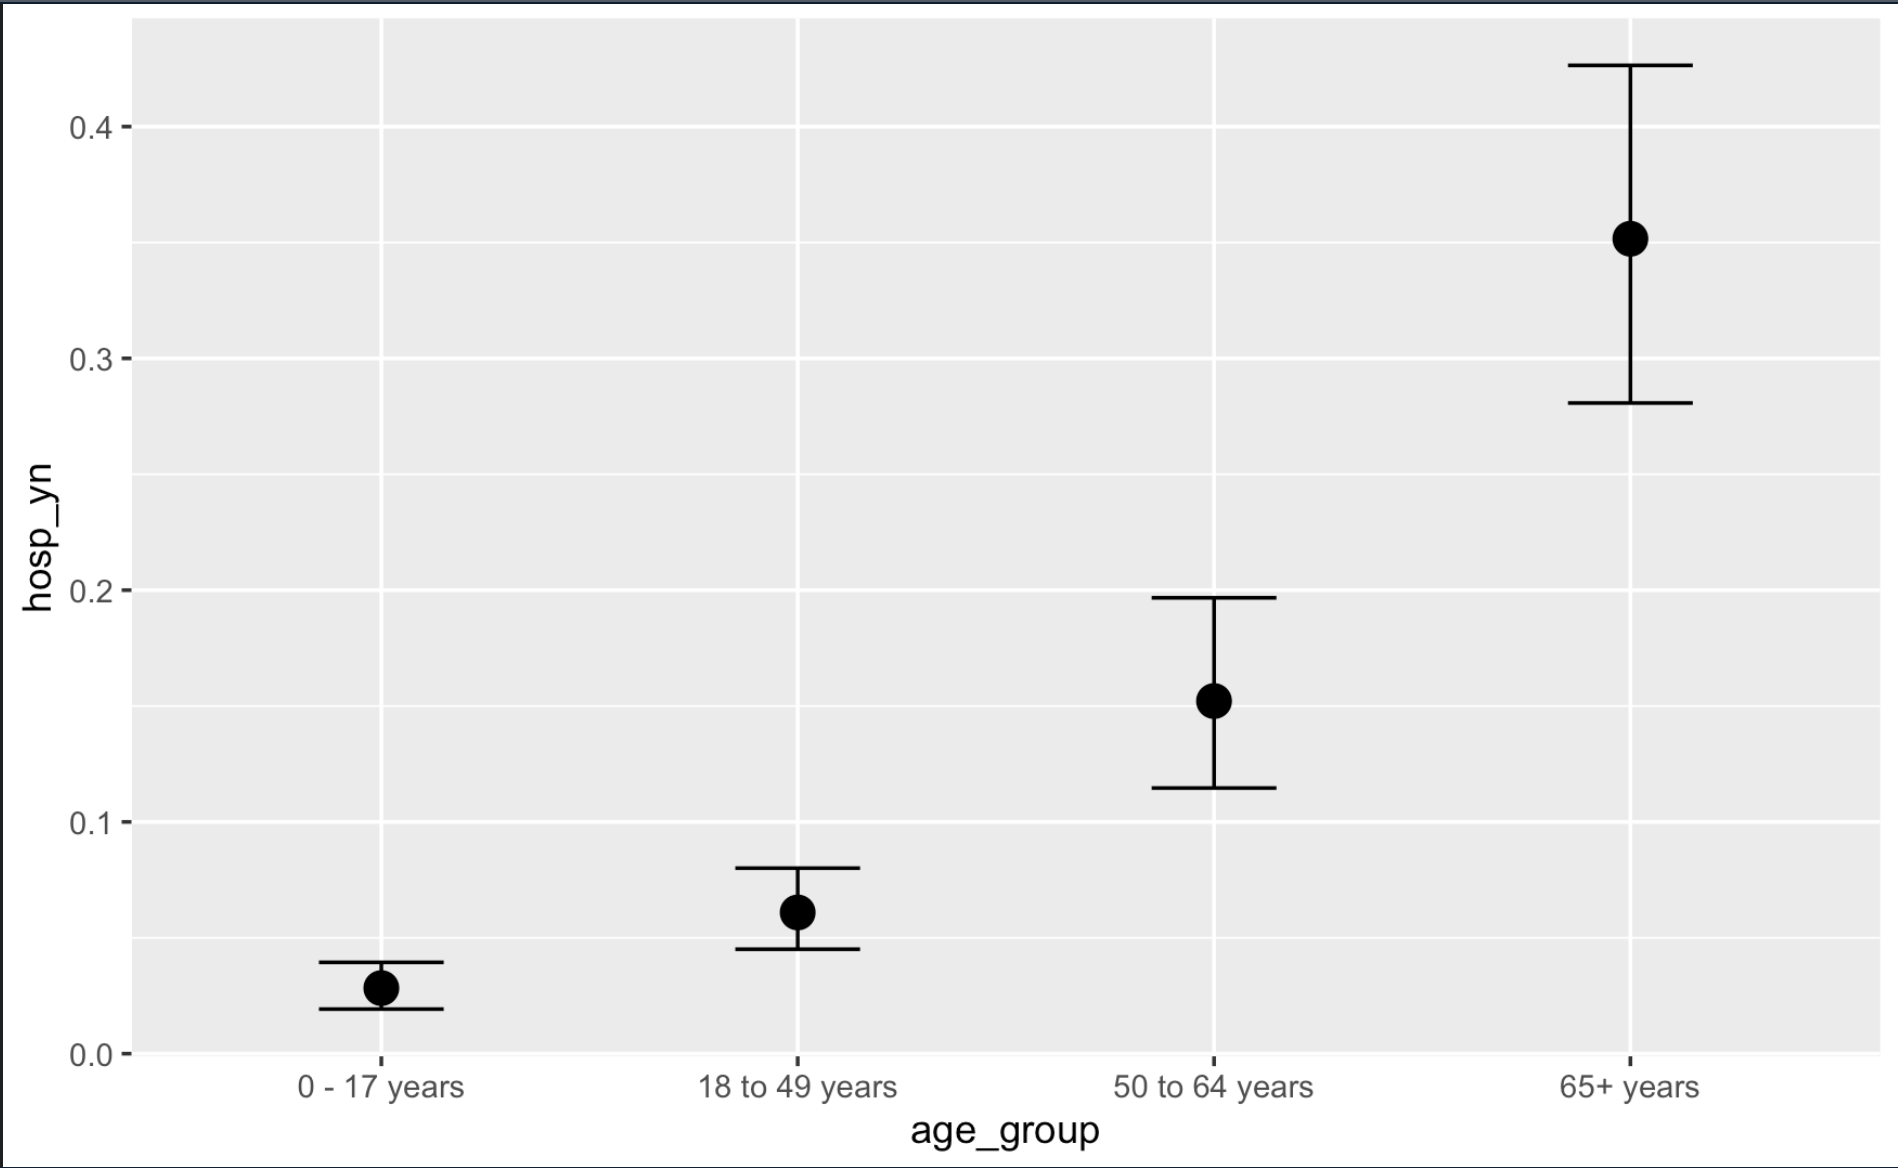 hosp_yn
0.4
0.3
0.2
0.1
0.0
0 - 17 years
18 to 49 years
50 to 64 years
65+ years
age_group